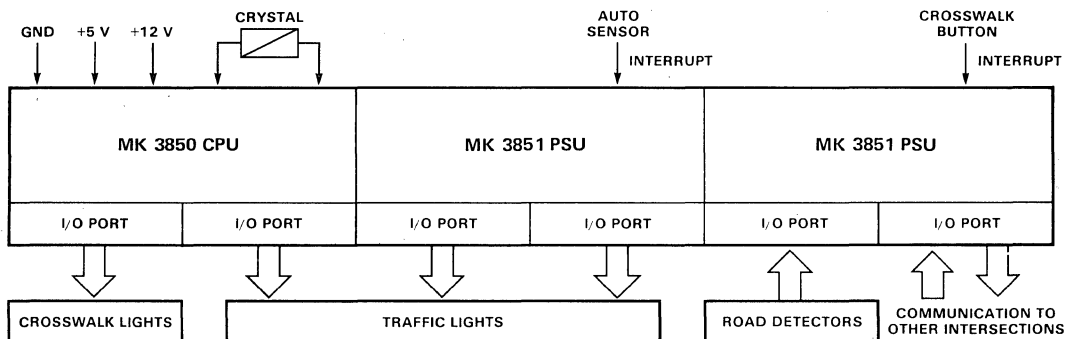 CRYSTAL
AUTO
SENSOR
CROSSWALK
BUTTON
GND
+5 V
+12 V
INTERRUPT
INTERRUPT
MK 3850 CPU
MK 3851 PSU
MK 3851 PSU
I/O PORT
I/O PORT
I/O PORT
I/O PORT
I/O PORT
I/O PORT
CROSSWALK LIGHTS
TRAFFIC LIGHTS
ROAD DETECTORS
COMMUNICATION TO
OTHER INTERSECTIONS